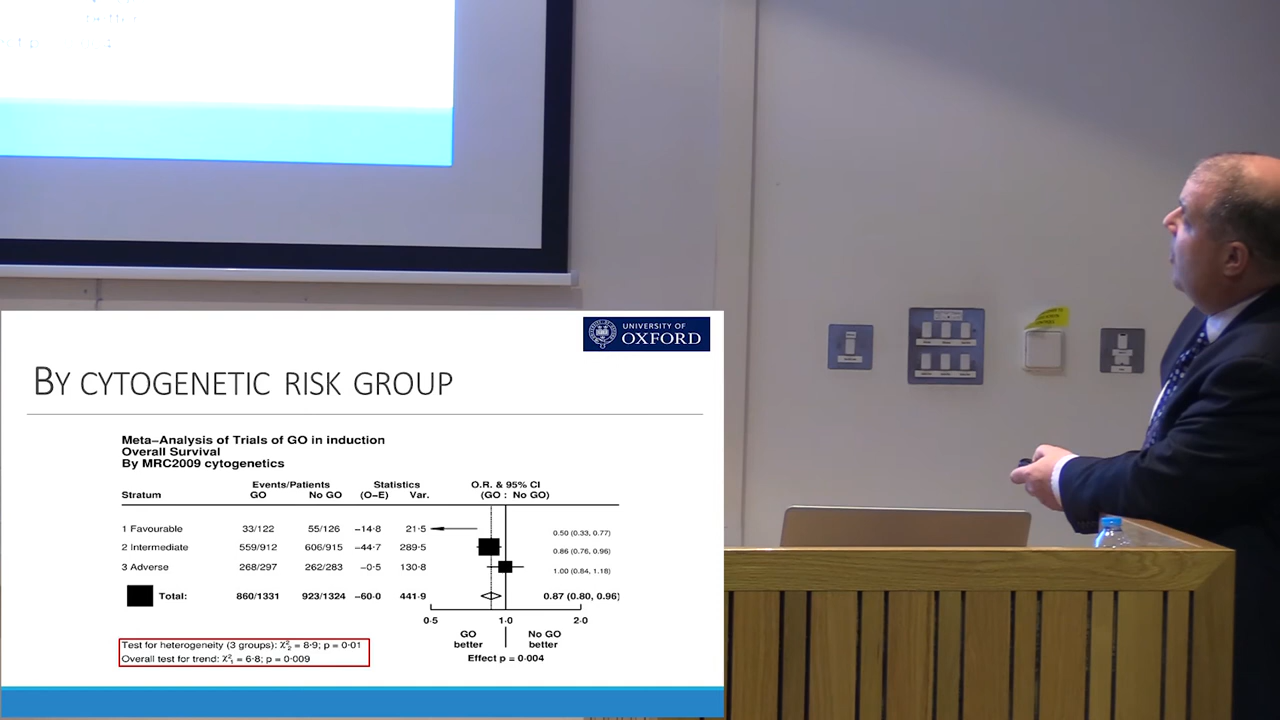 UNIVERSITY OF
OXFORD
BY CYTOGENETIC RISK GROUP
Meta-Analysis of Trials of GO in induction
Overall Survival
By MRC2009 cytogenetics
Events/Patients Statistics O.R. & 95% CI
Stratum GO No GO (O-E) Var. (GO : No GO)
1 Favourable 33/122 55/126 -14·8 21·5 0.50 (0.33, 0.77)
2 Intermediate 559/912 606/915 -44·7 289·5 0.86 (0.76, 0.96)
3 Adverse 268/297 262/283 -0·5 130·8 1.00 (0.84, 1.18)
Total: 860/1331 923/1324 -60·0 441·9 0.87 (0.80, 0.96)
0·5 1·0 2·0
GO No GO
better better
Effect p = 0·004
Test for heterogeneity (3 groups): χ²₂ = 8·9; p = 0·01
Overall test for trend: χ²₁ = 6·8; p = 0·009